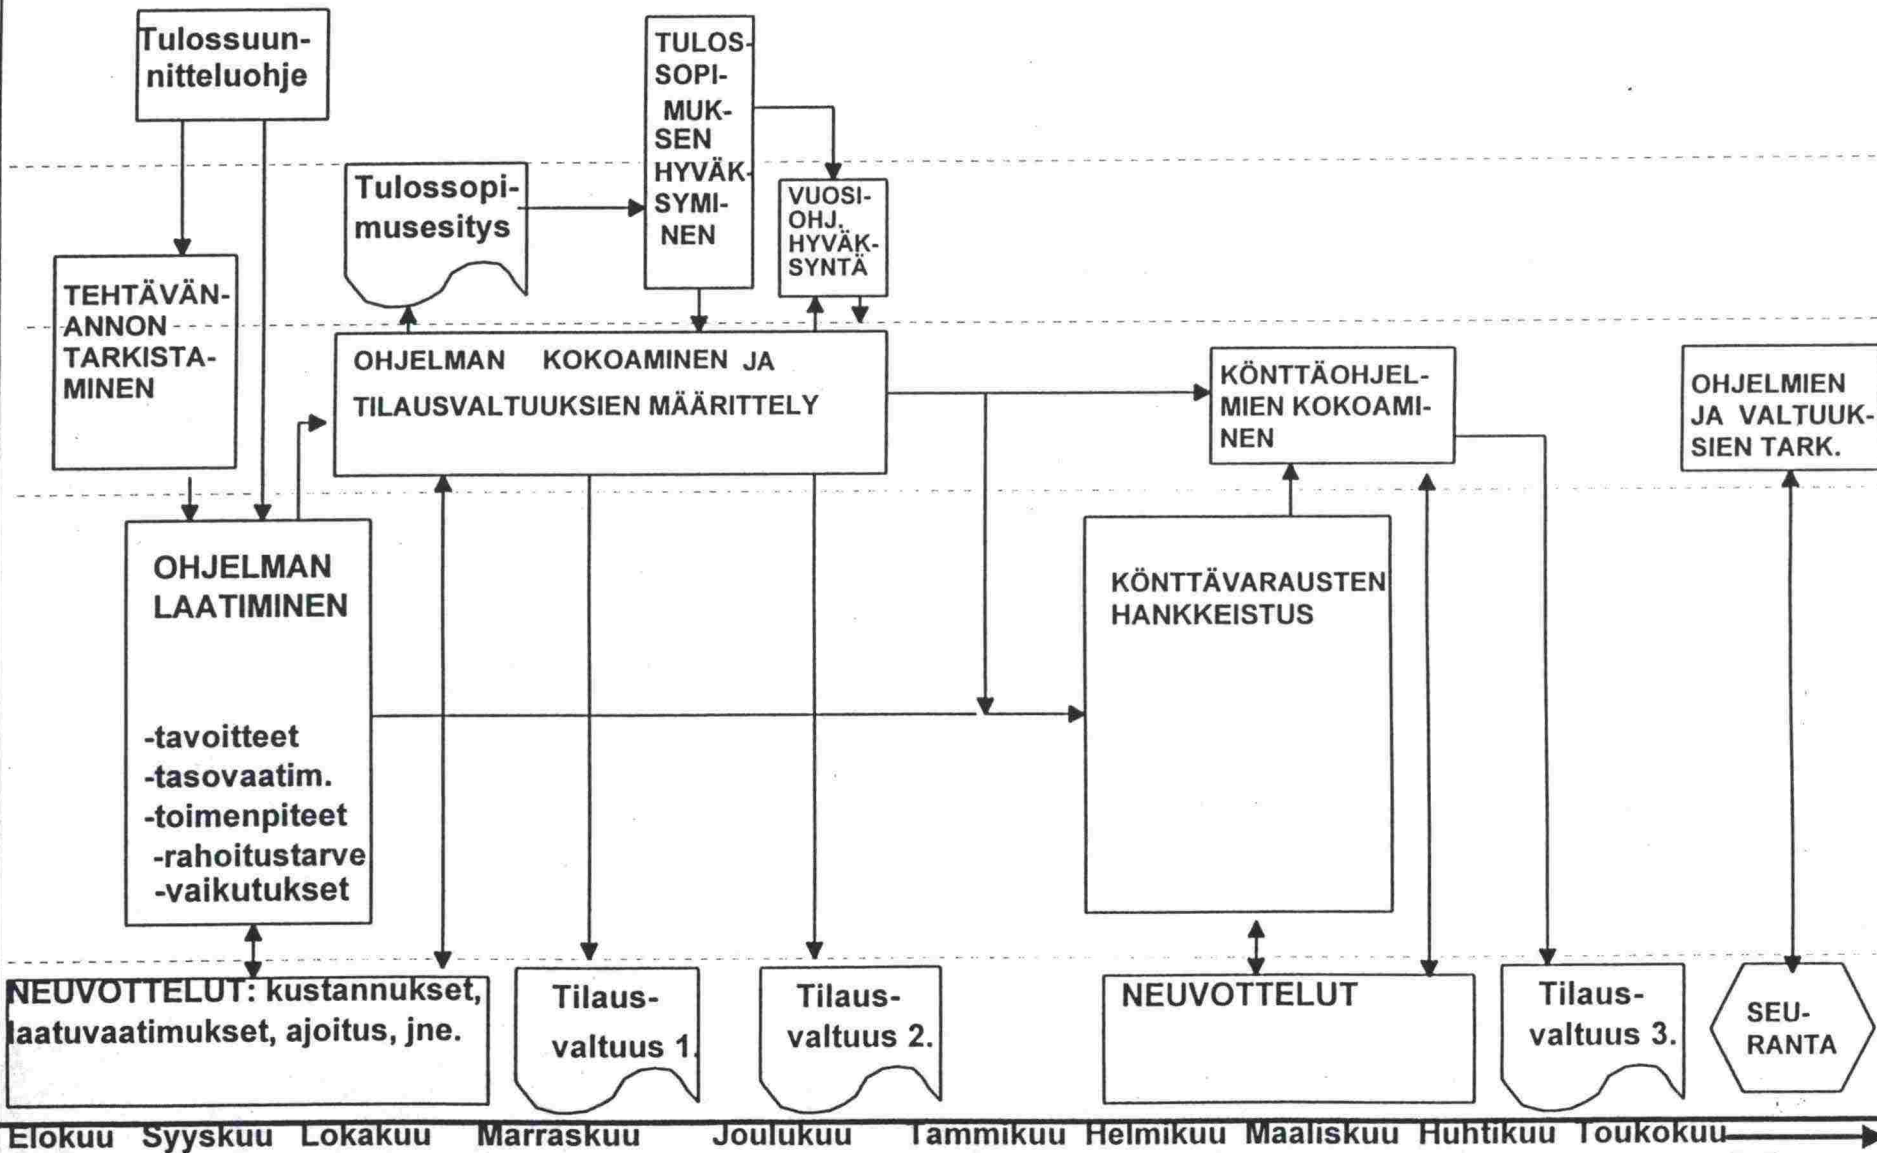 Tulossuun-
nitteluohje
TULOS-
SOPI-
MUK-
SEN
HYVÄK-
SYMI-
NEN
Tulossopi-
musesitys
VUOSI-
OHJ.
HYVÄK-
SYNTÄ
TEHTÄVÄN-
ANNON
TARKISTA-
MINEN
OHJELMAN KOKOAMINEN JA
TILAUSVALTUUKSIEN MÄÄRITTELY
KÖNTTÄOHJEL-
MIEN KOKOAMI-
NEN
OHJELMIEN
JA VALTUUK-
SIEN TARK.
OHJELMAN
LAATIMINEN
-tavoitteet
-tasovaatim.
-toimenpiteet
-rahoitustarve
-vaikutukset
KÖNTTÄVARAUSTEN
HANKKEISTUS
NEUVOTTELUT: kustannukset,
laatuvaatimukset, ajoitus, jne.
Tilaus-
valtuus 1.
Tilaus-
valtuus 2.
NEUVOTTELUT
Tilaus-
valtuus 3.
SEU-
RANTA
Elokuu Syyskuu Lokakuu Marraskuu Joulukuu Tammikuu Helmikuu Maaliskuu Huhtikuu Toukokuu